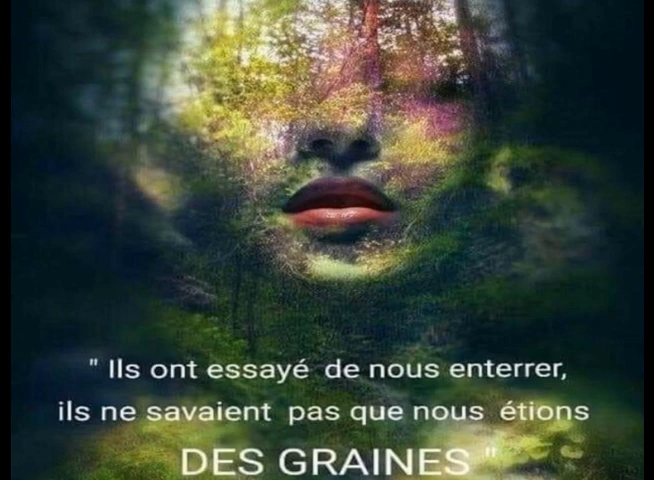 " Ils ont essayé de nous enterrer,
ils ne savaient pas que nous étions
DES GRAINES "